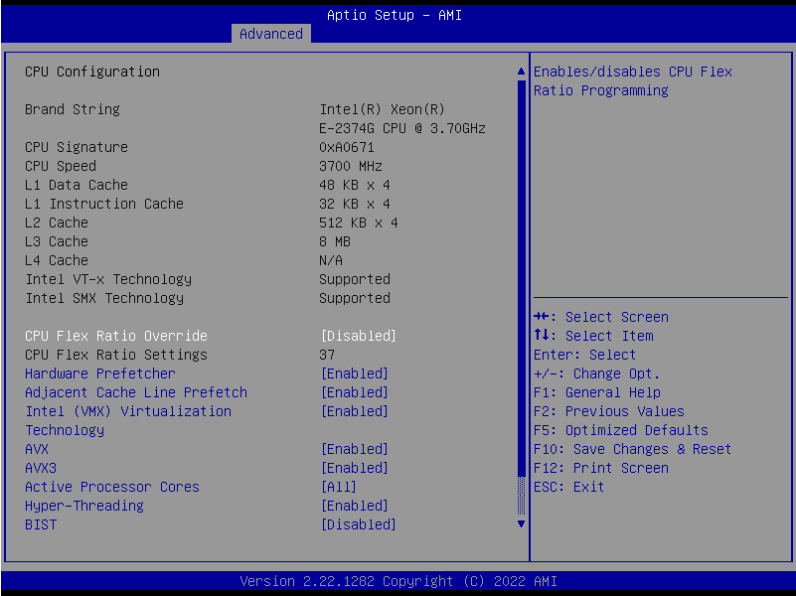 Aptio Setup – AMI
Advanced
CPU Configuration
Brand String Intel(R) Xeon(R)
E-2374G CPU @ 3.70GHz
CPU Signature 0xA0671
CPU Speed 3700 MHz
L1 Data Cache 48 KB x 4
L1 Instruction Cache 32 KB x 4
L2 Cache 512 KB x 4
L3 Cache 8 MB
L4 Cache N/A
Intel VT-x Technology Supported
Intel SMX Technology Supported
CPU Flex Ratio Override [Disabled]
CPU Flex Ratio Settings 37
Hardware Prefetcher [Enabled]
Adjacent Cache Line Prefetch [Enabled]
Intel (VMX) Virtualization [Enabled]
Technology
AVX [Enabled]
AVX3 [Enabled]
Active Processor Cores [All]
Hyper-Threading [Enabled]
BIST [Disabled]
Enables/disables CPU Flex
Ratio Programming
→←: Select Screen
↑↓: Select Item
Enter: Select
+/-: Change Opt.
F1: General Help
F2: Previous Values
F5: Optimized Defaults
F10: Save Changes & Reset
F12: Print Screen
ESC: Exit
Version 2.22.1282 Copyright (C) 2022 AMI